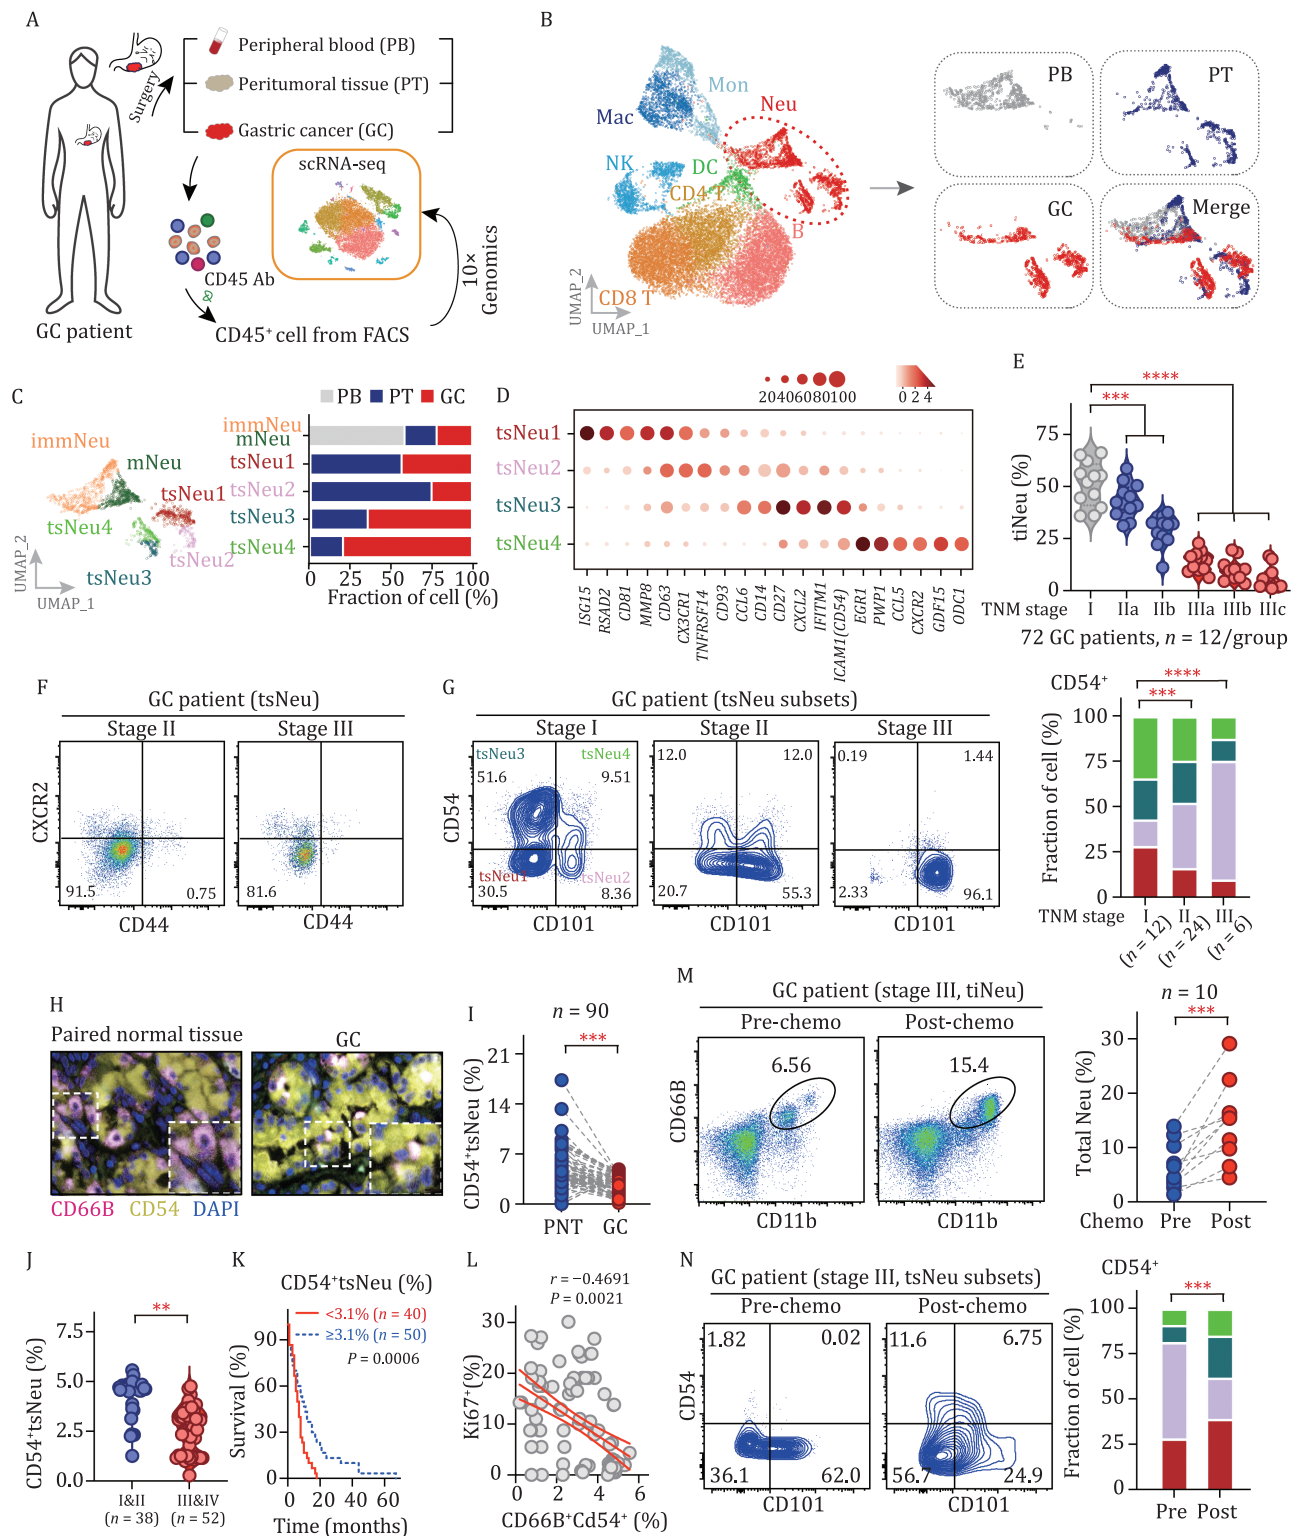 A
Surgery
Peripheral blood (PB)
Peritumoral tissue (PT)
Gastric cancer (GC)
scRNA-seq
CD45 Ab
10×
Genomics
GC patient
CD45⁺ cell from FACS
B
Mon
Neu
Mac
NK
DC
CD4 T
B
CD8 T
UMAP_2
UMAP_1
PB
PT
GC
Merge
C
immNeu
mNeu
tsNeu1
tsNeu4
tsNeu2
tsNeu3
UMAP_2
UMAP_1
PB PT GC
immNeu
mNeu
tsNeu1
tsNeu2
tsNeu3
tsNeu4
0 25 50 75 100
Fraction of cell (%)
D
20 40 60 80 100
0 2 4
tsNeu1
tsNeu2
tsNeu3
tsNeu4
ISG15
RSAD2
CD81
MMP8
CD63
CX3CR1
TNFRSF14
CD93
CCL6
CD14
CD27
CXCL2
IFITM1
ICAM1(CD54)
EGR1
PWP1
CCL5
CXCR2
GDF15
ODC1
E
****
***
75
50
25
0
tiNeu (%)
TNM stage I IIa IIb IIIa IIIb IIIc
72 GC patients, n = 12/group
F
GC patient (tsNeu)
Stage II Stage III
CXCR2
91.5 0.75
81.6
CD44 CD44
G
GC patient (tsNeu subsets)
Stage I Stage II Stage III
CD54
tsNeu3 tsNeu4
51.6 9.51
tsNeu1 tsNeu2
30.5 8.36
12.0 12.0
20.7 55.3
0.19 1.44
2.33 96.1
CD101 CD101 CD101
CD54⁺
****
***
100
75
50
25
0
Fraction of cell (%)
TNM stage I II III
(n = 12)
(n = 24)
(n = 6)
H
Paired normal tissue GC
CD66B CD54 DAPI
I
n = 90
***
21
14
7
0
CD54⁺tsNeu (%)
PNT GC
M
GC patient (stage III, tiNeu)
Pre-chemo Post-chemo
6.56
15.4
CD66B
CD11b CD11b
n = 10
***
30
20
10
0
Total Neu (%)
Chemo Pre Post
J
**
7.5
5.0
2.5
0.0
CD54⁺tsNeu (%)
I&II III&IV
(n = 38) (n = 52)
K
CD54⁺tsNeu (%)
<3.1% (n = 40)
≥3.1% (n = 50)
P = 0.0006
90
60
30
0
Survival (%)
0 20 40 60
Time (months)
L
r = −0.4691
P = 0.0021
30
20
10
0
Ki67⁺(%)
0 2 4 6
CD66B⁺Cd54⁺ (%)
N
GC patient (stage III, tsNeu subsets)
Pre-chemo Post-chemo
CD54
1.82 0.02
36.1 62.0
11.6 6.75
56.7 24.9
CD101 CD101
CD54⁺
***
100
75
50
25
0
Fraction of cell (%)
Pre Post